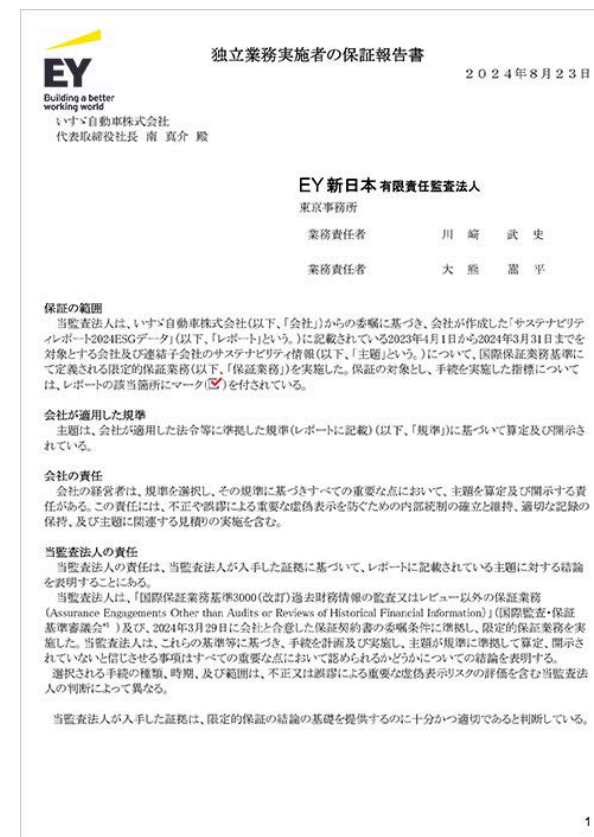 独立業務実施者の保証報告書
2024年8月23日
EY
Building a better
working world
いすゞ自動車株式会社
代表取締役社長 南 真介 殿
EY新日本有限責任監査法人
東京事務所
業務責任者 川﨑 武史
業務責任者 大熊 嵩平
保証の範囲
当監査法人は、いすゞ自動車株式会社(以下、「会社」)からの委嘱に基づき、会社が作成した「サステナビリテ
ィレポート2024ESGデータ」(以下、「レポート」という。)に記載されている2023年4月1日から2024年3月31日までを
対象とする会社及び連結子会社のサステナビリティ情報(以下、「主題」という。)について、国際保証業務基準に
て定義される限定的保証業務(以下、「保証業務」)を実施した。保証の対象とし、手続を実施した指標について
は、レポートの該当箇所にマーク(☑)を付されている。
会社が適用した規準
主題は、会社が適用した法令等に準拠した規準(レポートに記載)(以下、「規準」)に基づいて算定及び開示さ
れている。
会社の責任
会社の経営者は、規準を選択し、その規準に基づきすべての重要な点において、主題を算定及び開示する責
任がある。この責任には、不正や誤謬による重要な虚偽表示を防ぐための内部統制の確立と維持、適切な記録の
保持、及び主題に関連する見積りの実施を含む。
当監査法人の責任
当監査法人の責任は、当監査法人が入手した証拠に基づいて、レポートに記載されている主題に対する結論
を表明することにある。
当監査法人は、「国際保証業務基準3000(改訂)過去財務情報の監査又はレビュー以外の保証業務
(Assurance Engagements Other than Audits or Reviews of Historical Financial Information)」(国際監査・保証
基準審議会*¹)及び、2024年3月29日に会社と合意した保証契約書の委嘱条件に準拠し、限定的保証業務を実
施した。当監査法人は、これらの基準等に基づき、手続を計画及び実施し、主題が規準に準拠して算定、開示さ
れていないと信じさせる事項はすべての重要な点において認められるかどうかについての結論を表明する。
選択される手続の種類、時期、及び範囲は、不正又は誤謬による重要な虚偽表示リスクの評価を含む当監査法
人の判断によって異なる。
当監査法人が入手した証拠は、限定的保証の結論の基礎を提供するのに十分かつ適切であると判断している。
1